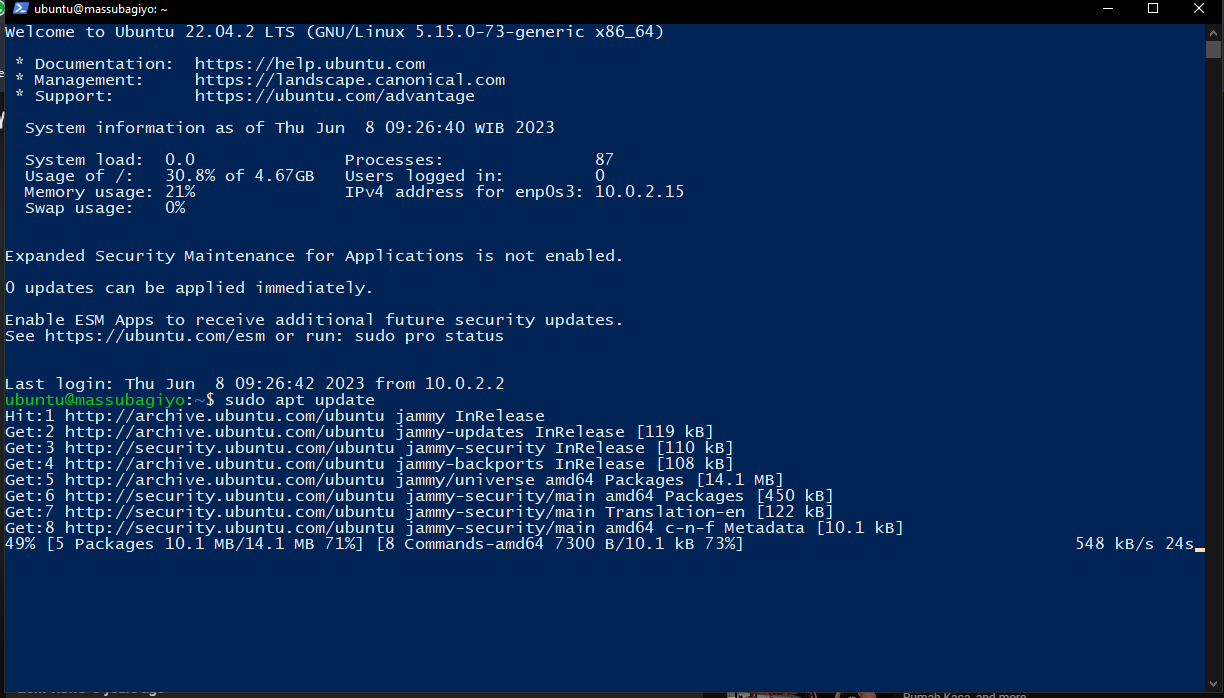 ubuntu@massubagiyo: ~
Welcome to Ubuntu 22.04.2 LTS (GNU/Linux 5.15.0-73-generic x86_64)
* Documentation: https://help.ubuntu.com
* Management: https://landscape.canonical.com
* Support: https://ubuntu.com/advantage
System information as of Thu Jun 8 09:26:40 WIB 2023
System load: 0.0 Processes: 87
Usage of /: 30.8% of 4.67GB Users logged in: 0
Memory usage: 21% IPv4 address for enp0s3: 10.0.2.15
Swap usage: 0%
Expanded Security Maintenance for Applications is not enabled.
0 updates can be applied immediately.
Enable ESM Apps to receive additional future security updates.
See https://ubuntu.com/esm or run: sudo pro status
Last login: Thu Jun 8 09:26:42 2023 from 10.0.2.2
ubuntu@massubagiyo:~$ sudo apt update
Hit:1 http://archive.ubuntu.com/ubuntu jammy InRelease
Get:2 http://archive.ubuntu.com/ubuntu jammy-updates InRelease [119 kB]
Get:3 http://security.ubuntu.com/ubuntu jammy-security InRelease [110 kB]
Get:4 http://archive.ubuntu.com/ubuntu jammy-backports InRelease [108 kB]
Get:5 http://archive.ubuntu.com/ubuntu jammy/universe amd64 Packages [14.1 MB]
Get:6 http://security.ubuntu.com/ubuntu jammy-security/main amd64 Packages [450 kB]
Get:7 http://security.ubuntu.com/ubuntu jammy-security/main Translation-en [122 kB]
Get:8 http://security.ubuntu.com/ubuntu jammy-security/main amd64 c-n-f Metadata [10.1 kB]
49% [5 Packages 10.1 MB/14.1 MB 71%] [8 Commands-amd64 7300 B/10.1 kB 73%] 548 kB/s 24s
Rumah Kasa and more